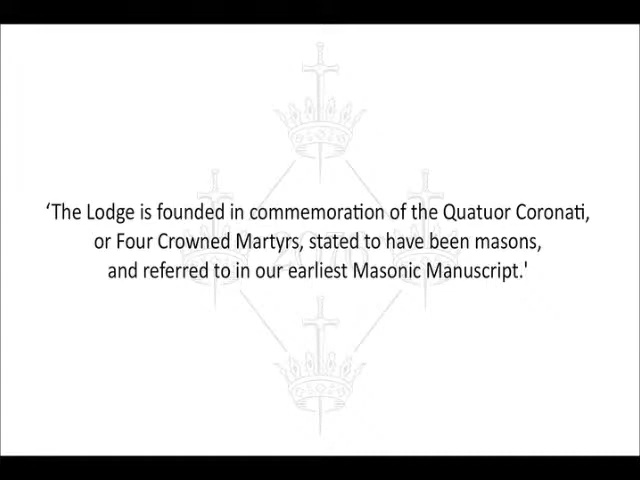 ‘The Lodge is founded in commemoration of the Quatuor Coronati,
or Four Crowned Martyrs, stated to have been masons,
and referred to in our earliest Masonic Manuscript.'
2076